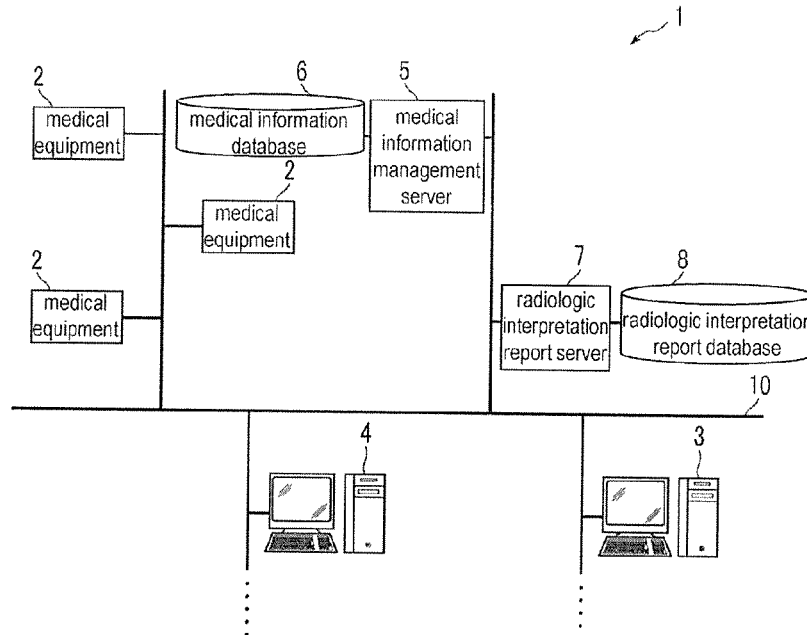 1
2
medical
equipment
6
medical information
database
5
medical
information
management
server
2
medical
equipment
2
medical
equipment
7
radiologic
interpretation
report server
8
radiologic interpretation
report database
10
4
3